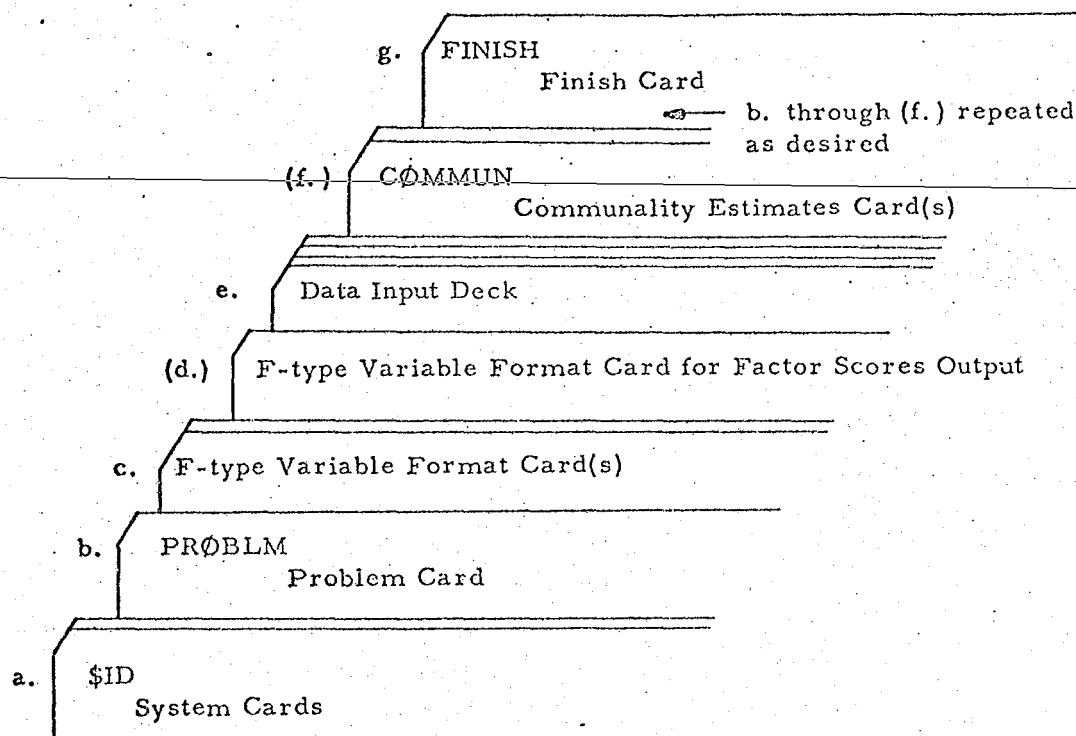 g. FINISH
Finish Card
b. through (f.) repeated
as desired
(f.) CØMMUN
Communality Estimates Card(s)
e. Data Input Deck
(d.) F-type Variable Format Card for Factor Scores Output
c. F-type Variable Format Card(s)
b. PRØBLM
Problem Card
a. $ID
System Cards